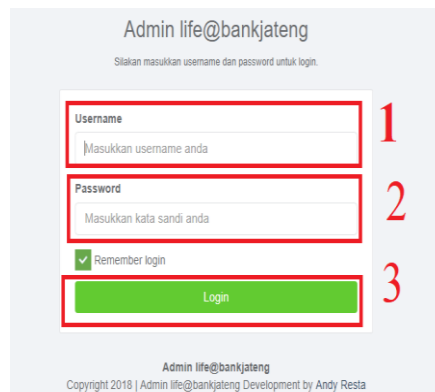 Admin life@bankjateng
Silakan masukkan username dan password untuk login.
Username
Masukkan username anda
1
Password
Masukkan kata sandi anda
2
Remember login
Login
3
Admin life@bankjateng
Copyright 2018 | Admin life@bankjateng Development by Andy Resta